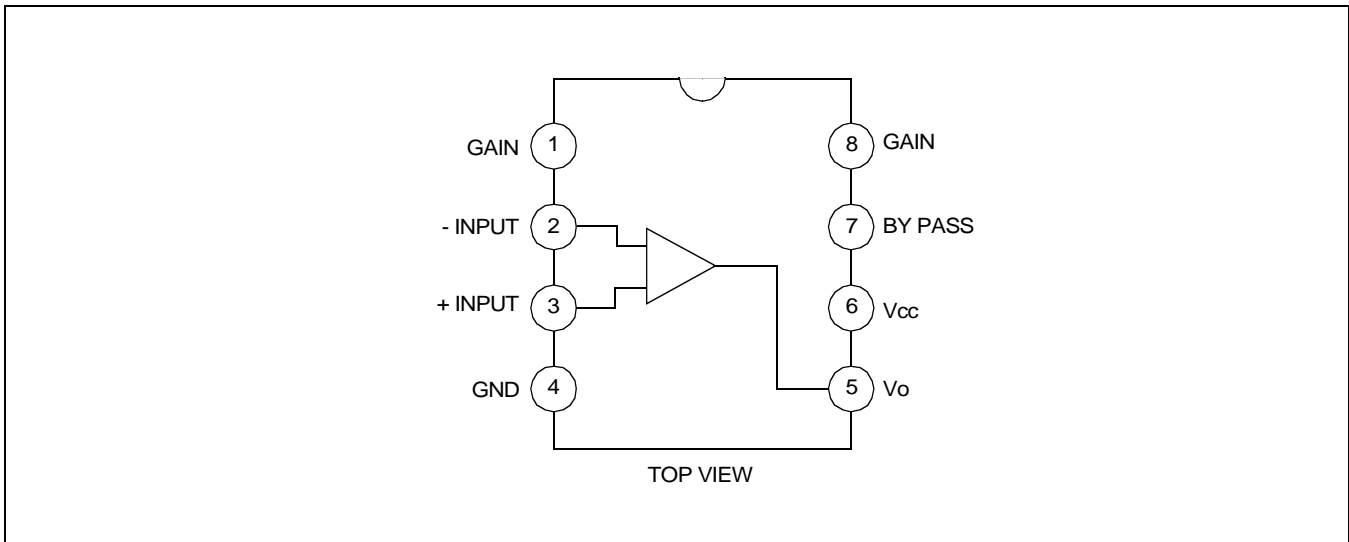 GAIN 1
- INPUT 2
+ INPUT 3
GND 4
8 GAIN
7 BY PASS
6 Vcc
5 Vo
TOP VIEW